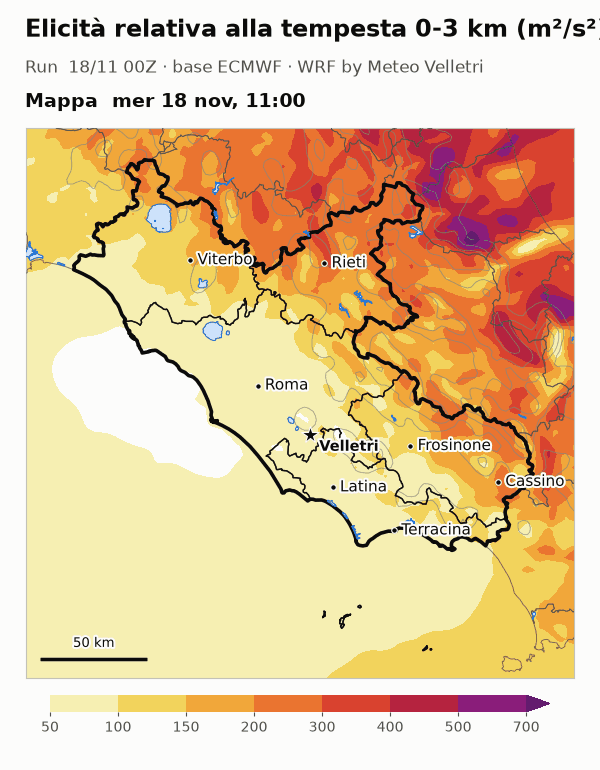 Elicità relativa alla tempesta 0-3 km (m²/s²)
Run  18/11 00Z · base ECMWF · WRF by Meteo Velletri
Mappa  mer 18 nov, 11:00
Viterbo
Rieti
Roma
Velletri
Frosinone
Cassino
Latina
Terracina
50 km
50 100 150 200 300 400 500 700